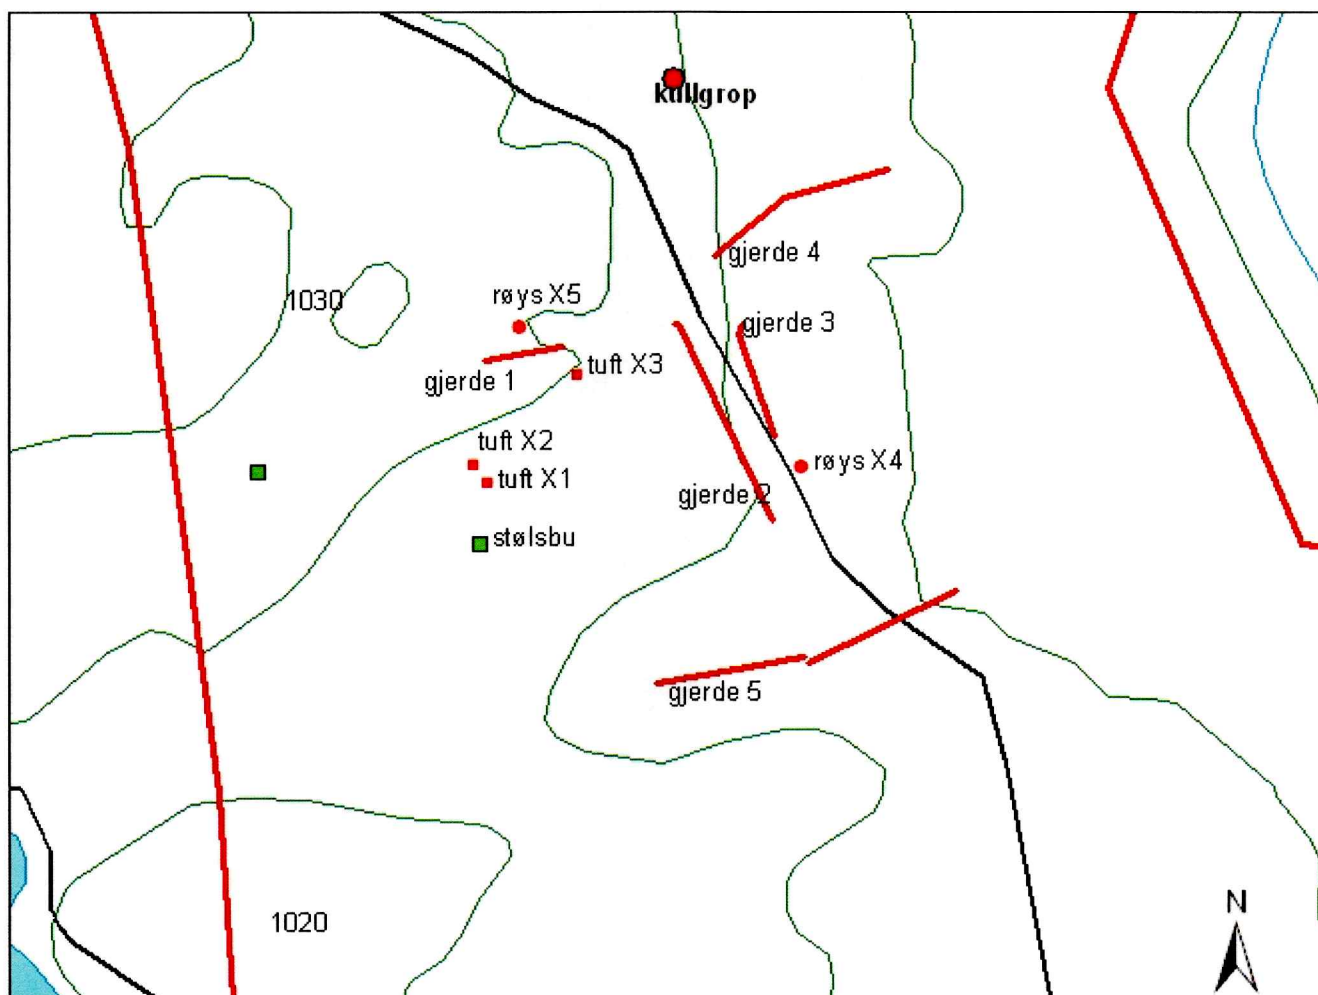 kullgrop
gjerde 4
1030
røys X5
gjerde 3
tuft X3
gjerde 1
tuft X2
røys X4
tuft X1
gjerde 2
stølsbu
gjerde 5
N
1020